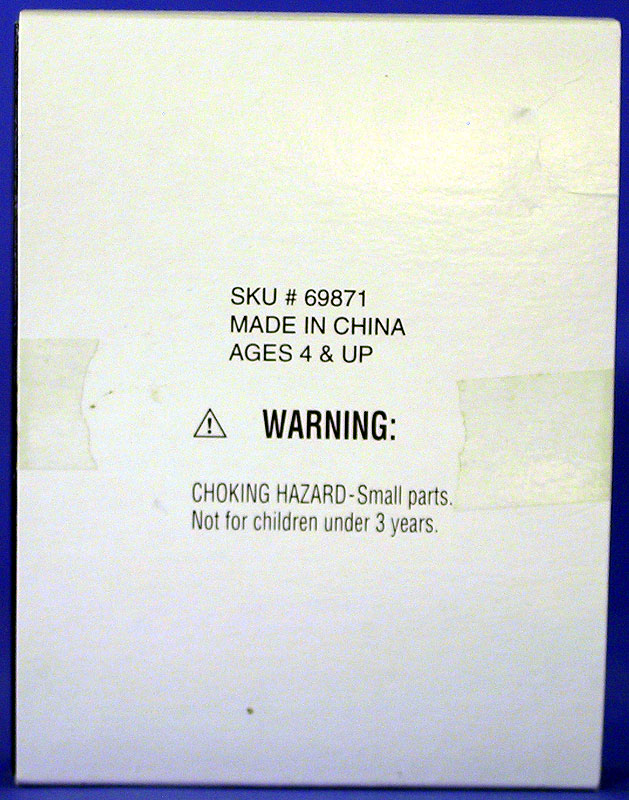 SKU # 69871
MADE IN CHINA
AGES 4 & UP
⚠ WARNING:
CHOKING HAZARD-Small parts.
Not for children under 3 years.